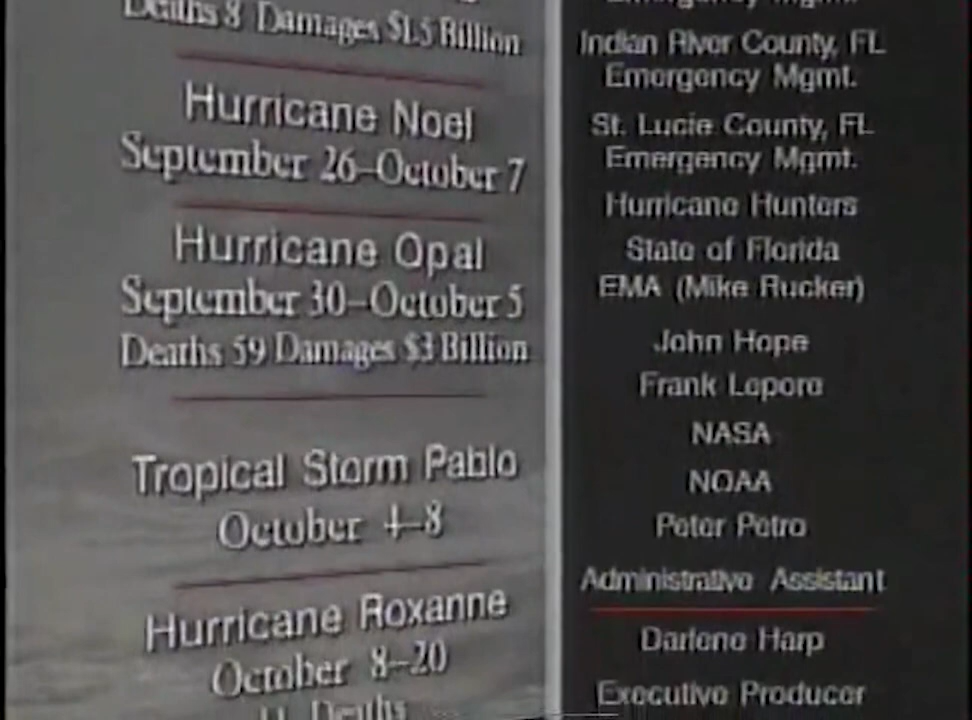 Deaths 8 Damages $1.5 Billion
Hurricane Noel
September 26–October 7
Hurricane Opal
September 30–October 5
Deaths 59 Damages $3 Billion
Tropical Storm Pablo
October 4–8
Hurricane Roxanne
October 8–20
Deaths
Emergency Mgmt.
Indian River County, FL
Emergency Mgmt.
St. Lucie County, FL
Emergency Mgmt.
Hurricane Hunters
State of Florida
EMA (Mike Rucker)
John Hope
Frank Lepore
NASA
NOAA
Peter Petro
Administrative Assistant
Darlene Harp
Executive Producer